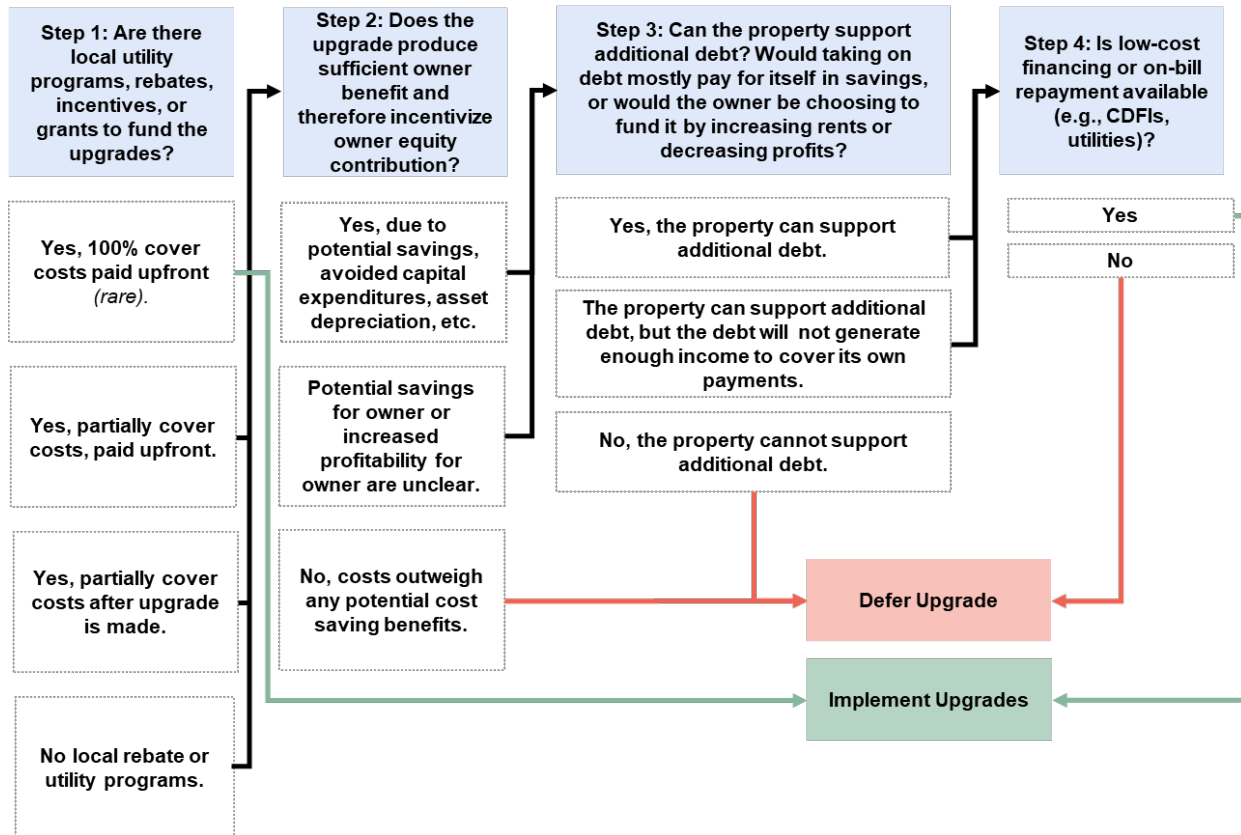 Step 1: Are there
local utility
programs, rebates,
incentives, or
grants to fund the
upgrades?
Yes, 100% cover
costs paid upfront
(rare).
Yes, partially cover
costs, paid upfront.
Yes, partially cover
costs after upgrade
is made.
No local rebate or
utility programs.
Step 2: Does the
upgrade produce
sufficient owner
benefit and
therefore incentivize
owner equity
contribution?
Yes, due to
potential savings,
avoided capital
expenditures, asset
depreciation, etc.
Potential savings
for owner or
increased
profitability for
owner are unclear.
No, costs outweigh
any potential cost
saving benefits.
Step 3: Can the property support
additional debt? Would taking on
debt mostly pay for itself in savings,
or would the owner be choosing to
fund it by increasing rents or
decreasing profits?
Yes, the property can support
additional debt.
The property can support additional
debt, but the debt will not generate
enough income to cover its own
payments.
No, the property cannot support
additional debt.
Step 4: Is low-cost
financing or on-bill
repayment available
(e.g., CDFIs,
utilities)?
Yes
No
Defer Upgrade
Implement Upgrades